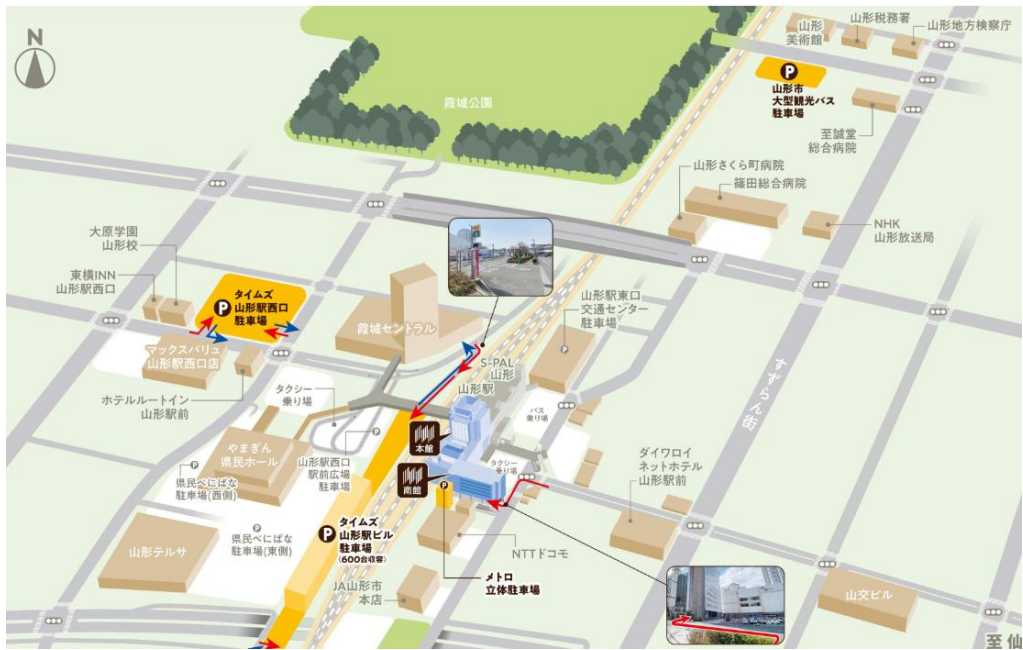 N
霞城公園
山形
美術館
山形税務署
山形地方検察庁
P
山形市
大型観光バス
駐車場
至誠堂
総合病院
山形さくら町病院
篠田総合病院
NHK
山形放送局
大原学園
山形校
東横INN
山形駅西口
P
タイムズ
山形駅西口
駐車場
マックスバリュ
山形駅西口店
ホテルルートイン
山形駅前
霞城セントラル
山形駅東口
交通センター
駐車場
P
S-PAL
山形
山形駅
すずらん街
タクシー
乗り場
バス
乗り場
本館
南館
タクシー
乗り場
P
やまぎん
県民ホール
P
山形駅西口
駅前広場
駐車場
P
県民べにばな
駐車場(西側)
P
県民べにばな
駐車場(東側)
山形テルサ
P
タイムズ
山形駅ビル
駐車場
(600台収容)
ダイワロイ
ネットホテル
山形駅前
NTTドコモ
メトロ
立体駐車場
JA山形市
本店
山交ビル
至仙